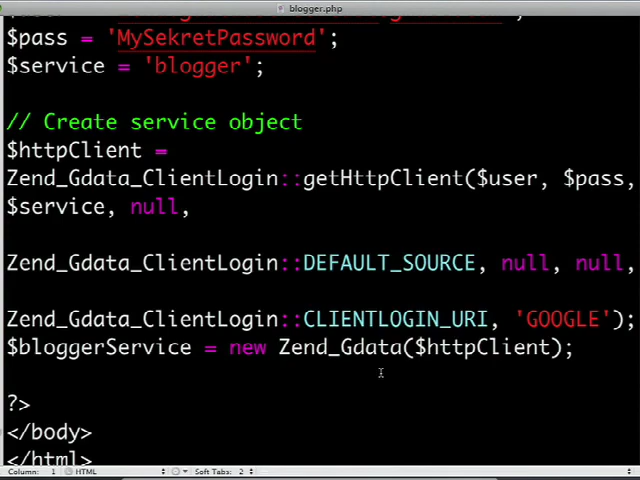 blogger.php
$pass = 'MySekretPassword';
$service = 'blogger';
// Create service object
$httpClient =
Zend_Gdata_ClientLogin::getHttpClient($user, $pass,
$service, null,
Zend_Gdata_ClientLogin::DEFAULT_SOURCE, null, null,
Zend_Gdata_ClientLogin::CLIENTLOGIN_URI, 'GOOGLE');
$bloggerService = new Zend_Gdata($httpClient);
?>
</body>
</html>
Column: 1 HTML Soft Tabs: 2